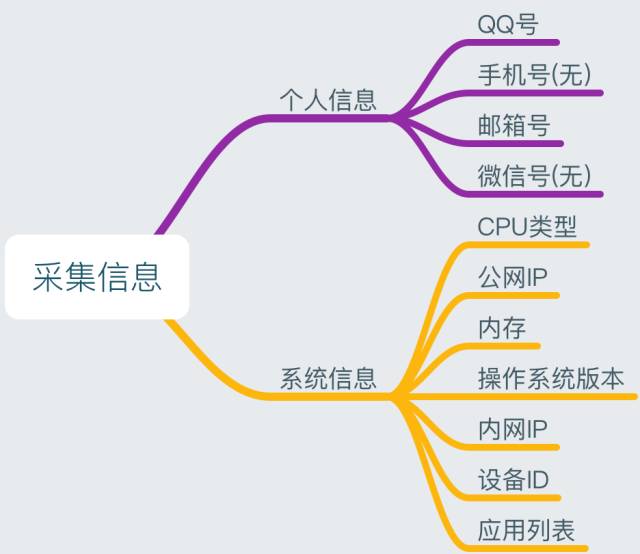 采集信息
个人信息
QQ号
手机号(无)
邮箱号
微信号(无)
系统信息
CPU类型
公网IP
内存
操作系统版本
内网IP
设备ID
应用列表